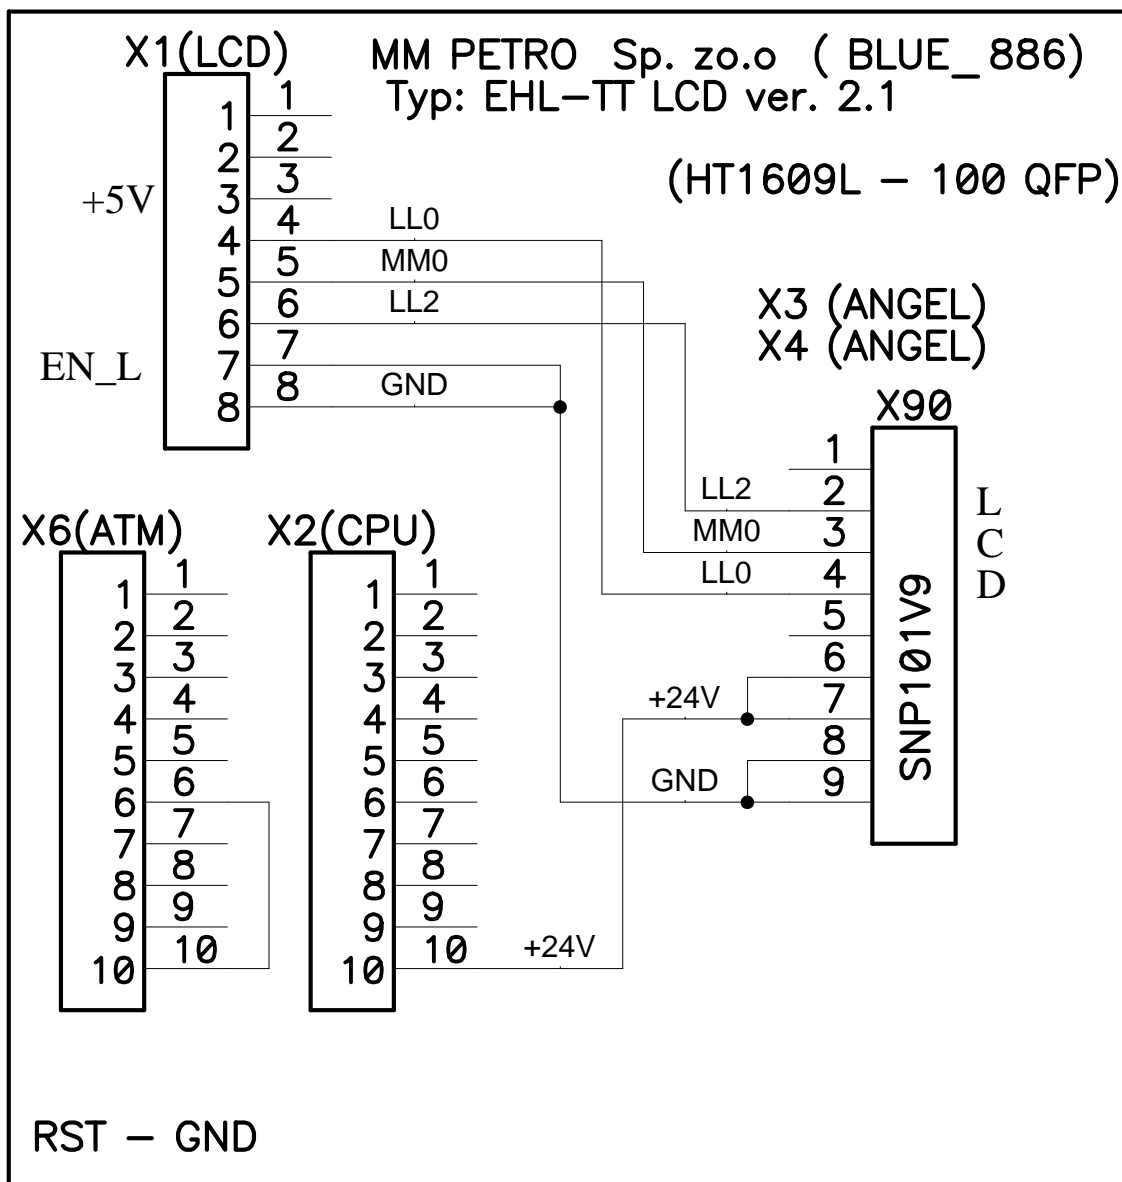 X1(LCD)
MM PETRO Sp. zo.o ( BLUE_886)
Typ: EHL-TT LCD ver. 2.1
(HT1609L - 100 QFP)
1 1
2 2
3 3
+5V
4 4 LL0
5 5 MM0
6 6 LL2
7 7
EN_L
8 8 GND
X3 (ANGEL)
X4 (ANGEL)
X90
1
LL2 2
MM0 3
LL0 4
5
6
+24V 7
8
GND 9
SNP101V9
L
C
D
X6(ATM)
1 1
2 2
3 3
4 4
5 5
6 6
7 7
8 8
9 9
10 10
X2(CPU)
1 1
2 2
3 3
4 4
5 5
6 6
7 7
8 8
9 9
10 10 +24V
RST - GND